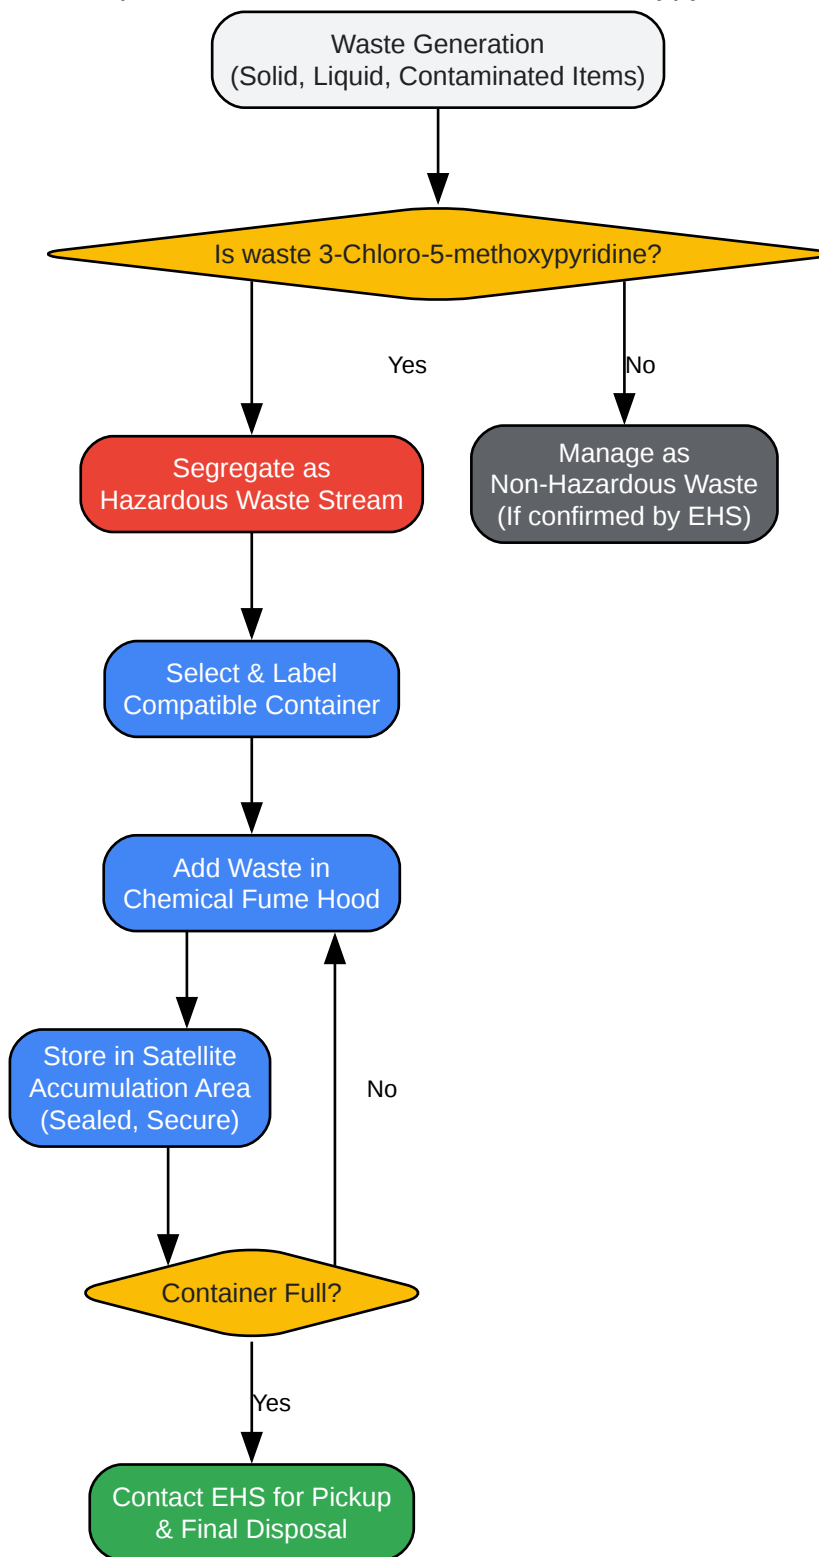 Waste Generation
(Solid, Liquid, Contaminated Items)
Is waste 3-Chloro-5-methoxypyridine?
Yes
No
Segregate as
Hazardous Waste Stream
Manage as
Non-Hazardous Waste
(If confirmed by EHS)
Select & Label
Compatible Container
Add Waste in
Chemical Fume Hood
Store in Satellite
Accumulation Area
(Sealed, Secure)
No
Container Full?
Yes
Contact EHS for Pickup
& Final Disposal